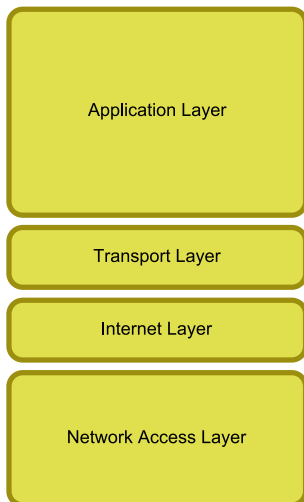 Application Layer
Transport Layer
Internet Layer
Network Access Layer